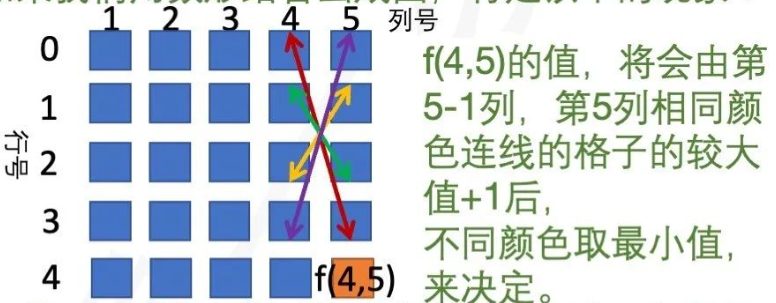 1 2 3 4 5 列号
0
1
2
3
4
行号
f(4,5)
f(4,5)的值，将会由第
5-1列，第5列相同颜
色连线的格子的较大
值+1后，
不同颜色取最小值，
来决定。